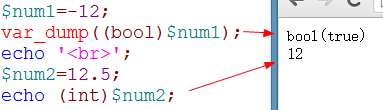 $num1=-12;
var_dump((bool)$num1);
echo '<br>';
$num2=12.5;
echo (int)$num2;
bool(true)
12